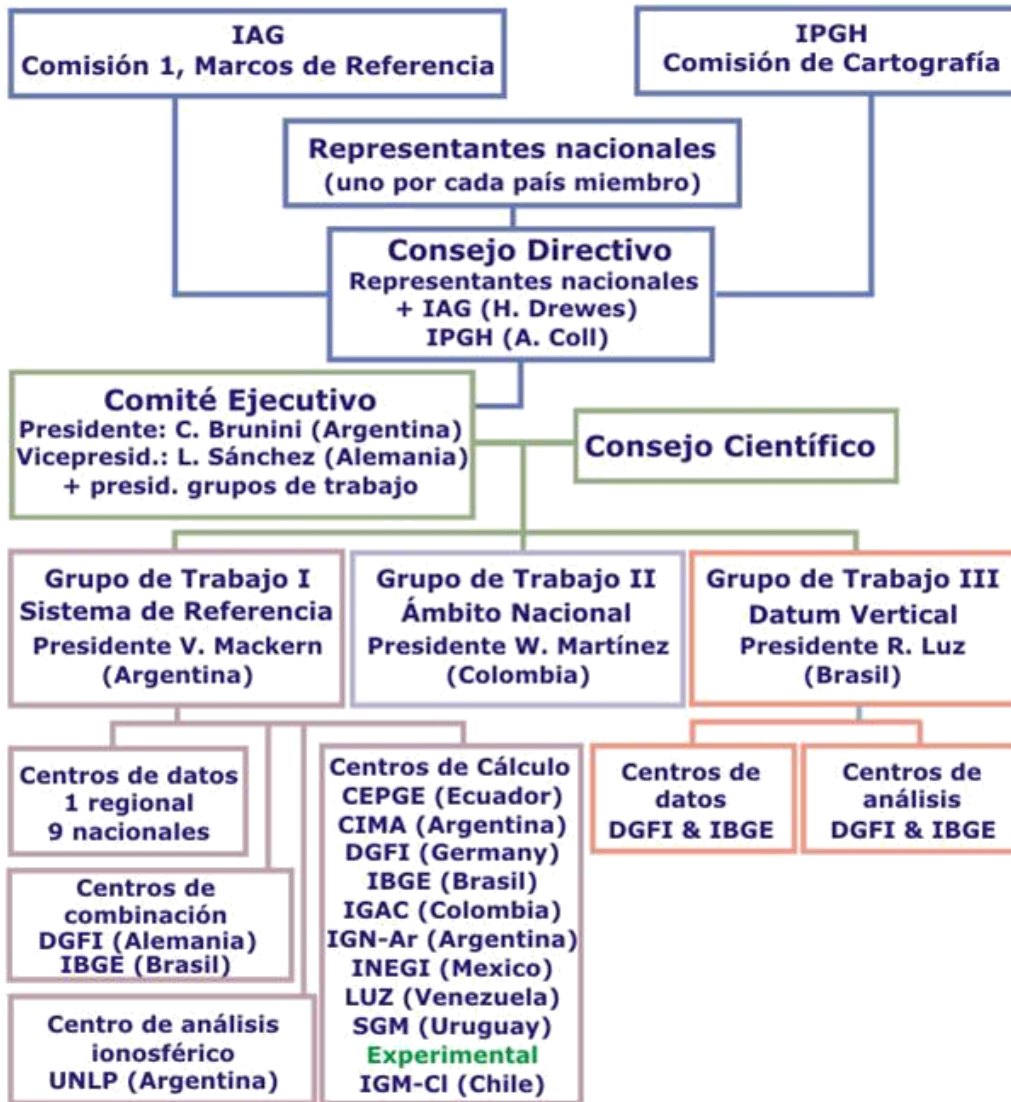 IAG
Comisión 1, Marcos de Referencia
IPGH
Comisión de Cartografía
Representantes nacionales
(uno por cada país miembro)
Consejo Directivo
Representantes nacionales
+ IAG (H. Drewes)
IPGH (A. Coll)
Comité Ejecutivo
Presidente: C. Brunini (Argentina)
Vicepresid.: L. Sánchez (Alemania)
+ presid. grupos de trabajo
Consejo Científico
Grupo de Trabajo I
Sistema de Referencia
Presidente V. Mackern
(Argentina)
Grupo de Trabajo II
Ámbito Nacional
Presidente W. Martínez
(Colombia)
Grupo de Trabajo III
Datum Vertical
Presidente R. Luz
(Brasil)
Centros de datos
1 regional
9 nacionales
Centros de
combinación
DGFI (Alemania)
IBGE (Brasil)
Centro de análisis
ionosférico
UNLP (Argentina)
Centros de Cálculo
CEPGE (Ecuador)
CIMA (Argentina)
DGFI (Germany)
IBGE (Brasil)
IGAC (Colombia)
IGN-Ar (Argentina)
INEGI (Mexico)
LUZ (Venezuela)
SGM (Uruguay)
Experimental
IGM-Cl (Chile)
Centros de
datos
DGFI & IBGE
Centros de
análisis
DGFI & IBGE